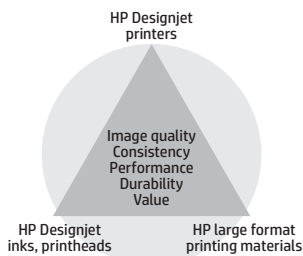 HP Designjet
printers
Image quality
Consistency
Performance
Durability
Value
HP Designjet
inks, printheads
HP large format
printing materials